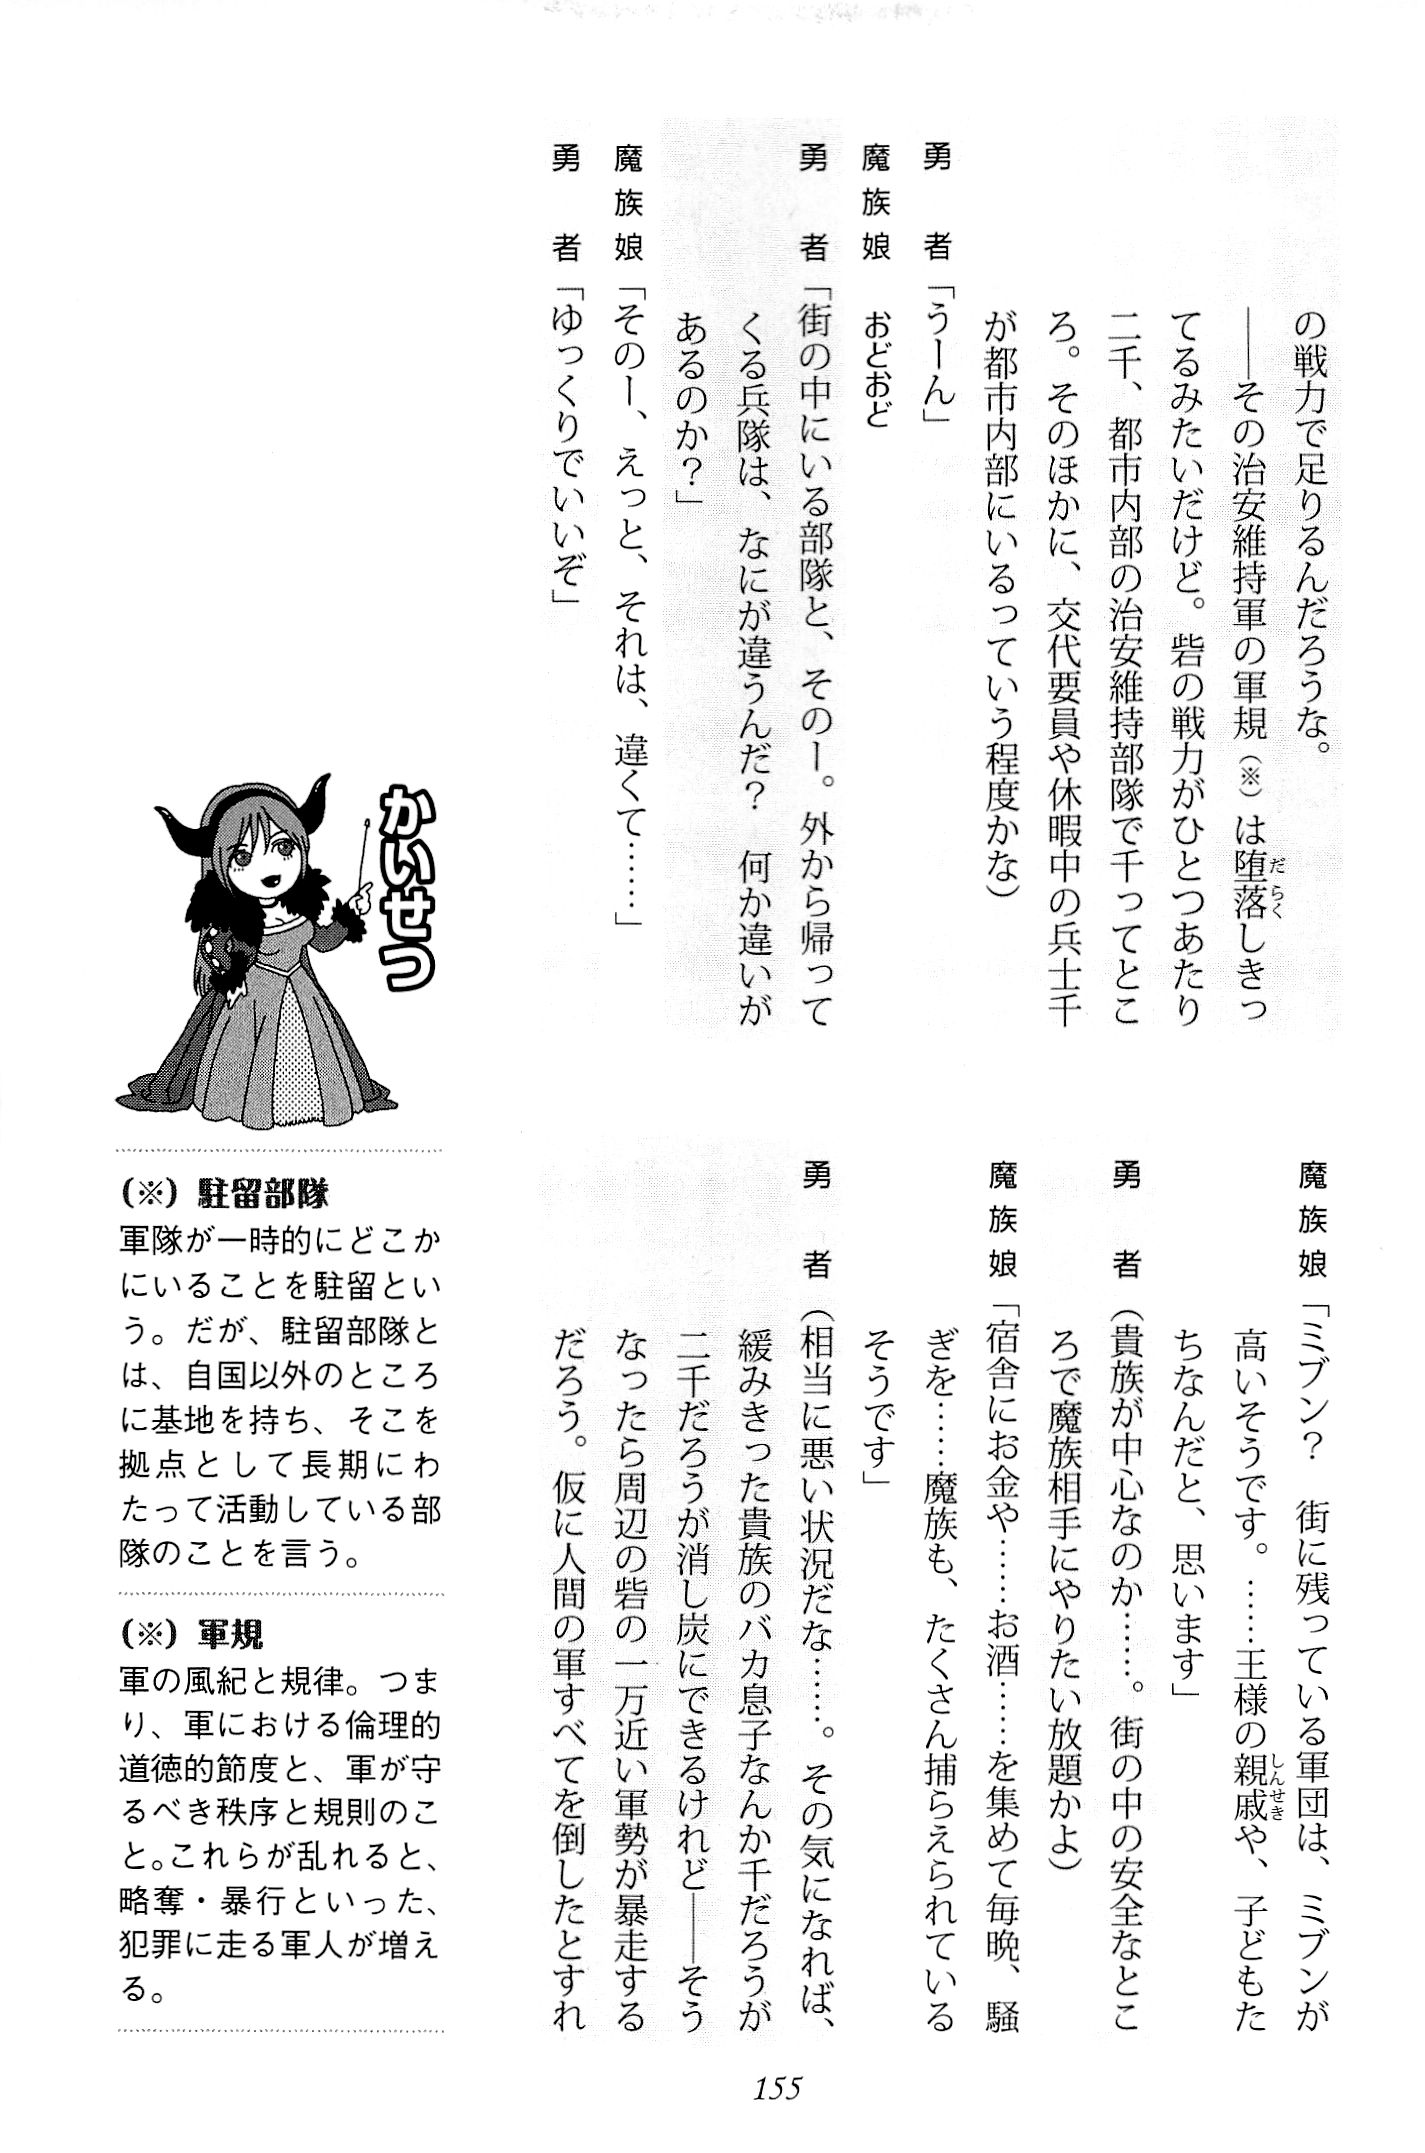 の戦力で足りるんだろうな。
――その治安維持軍の軍規（※）は堕落しきっ
だらく
てるみたいだけど。砦の戦力がひとつあたり
二千、都市内部の治安維持部隊で千ってとこ
ろ。そのほかに、交代要員や休暇中の兵士千
が都市内部にいるっていう程度かな）
勇者「うーん」
魔族娘　おどおど
勇者「街の中にいる部隊と、そのー。外から帰って
くる兵隊は、なにが違うんだ？　何か違いが
あるのか？」
魔族娘「そのー、えっと、それは、違くて……」
勇者「ゆっくりでいいぞ」
魔族娘「ミブン？　街に残っている軍団は、ミブンが
高いそうです。……王様の親戚や、子どもた
しんせき
ちなんだと、思います」
勇者（貴族が中心なのか……。街の中の安全なとこ
ろで魔族相手にやりたい放題かよ）
魔族娘「宿舎にお金や……お酒……を集めて毎晩、騒
ぎを……魔族も、たくさん捕らえられている
そうです」
勇者（相当に悪い状況だな……。その気になれば、
緩みきった貴族のバカ息子なんか千だろうが
二千だろうが消し炭にできるけれど――そう
なったら周辺の砦の一万近い軍勢が暴走する
だろう。仮に人間の軍すべてを倒したとすれ
かいせつ
（※）駐留部隊
軍隊が一時的にどこか
にいることを駐留とい
う。だが、駐留部隊と
は、自国以外のところ
に基地を持ち、そこを
拠点として長期にわ
たって活動している部
隊のことを言う。
（※）軍規
軍の風紀と規律。つま
り、軍における倫理的
道徳的節度と、軍が守
るべき秩序と規則のこ
と。これらが乱れると、
略奪・暴行といった、
犯罪に走る軍人が増え
る。
155